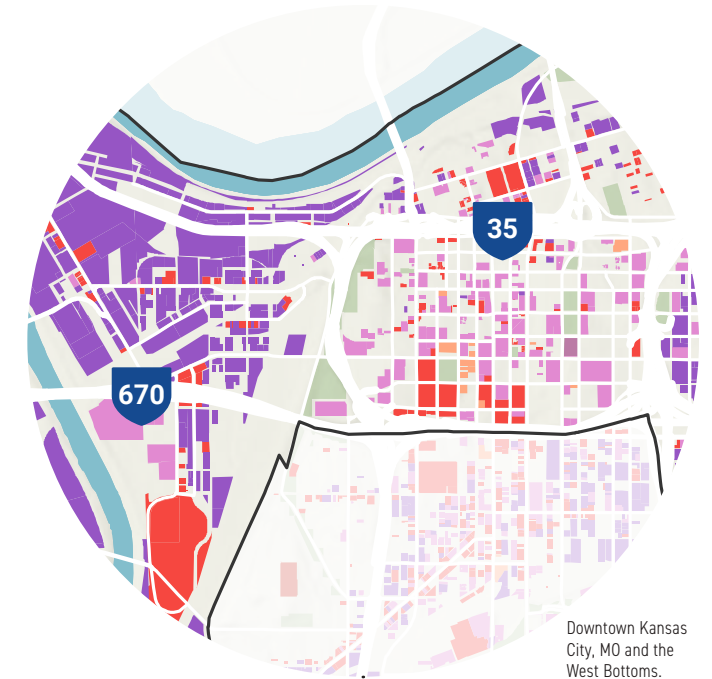 35
670
Downtown Kansas
City, MO and the
West Bottoms.